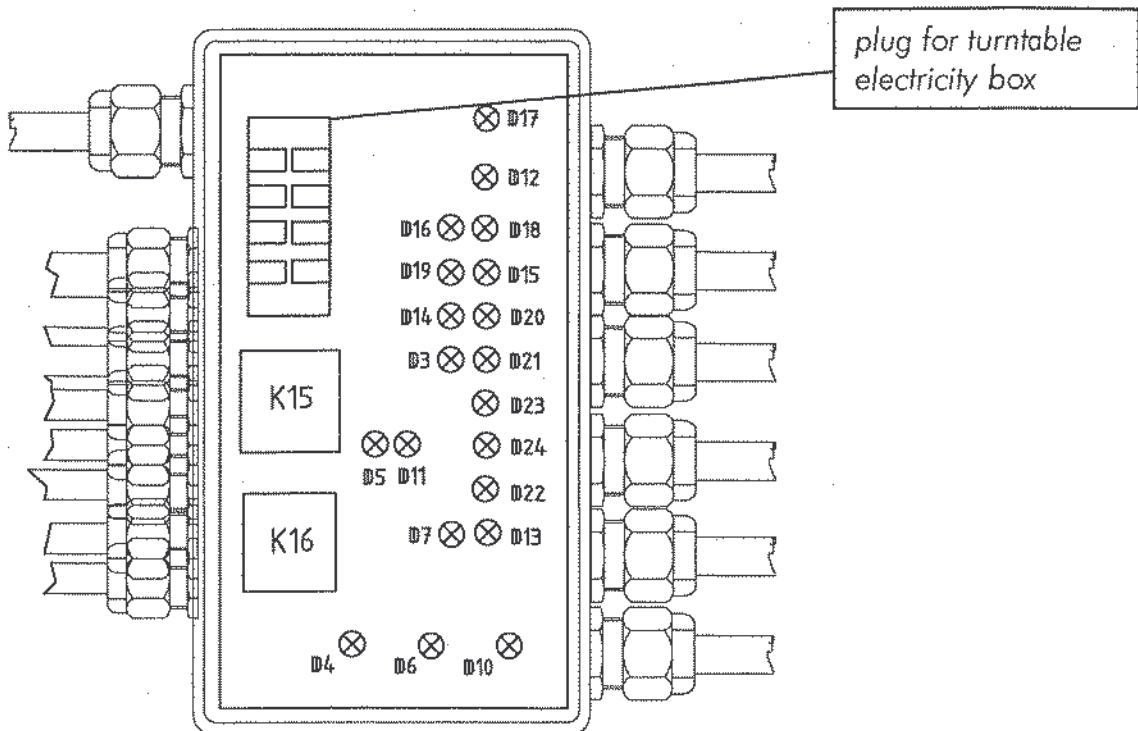 plug for turntable
electricity box
D17
D12
D16 D18
D19 D15
D14 D20
D3 D21
K15
D23
D24
D5 D11
D22
K16
D7 D13
D4 D6 D10